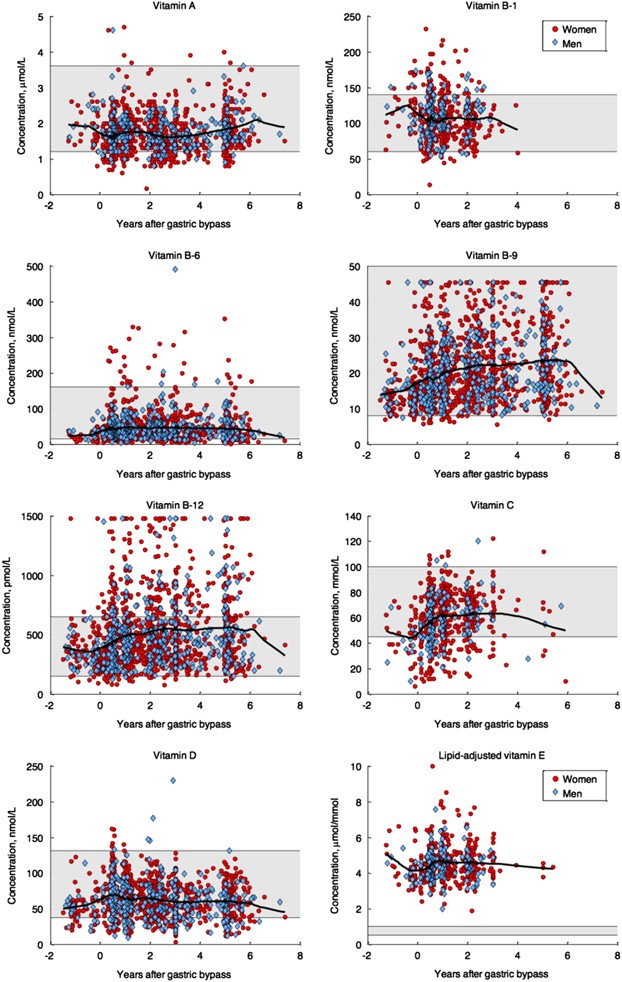 Vitamin A
Concentration, μmol/L
5
4
3
2
1
0
-2 0 2 4 6 8
Years after gastric bypass
Vitamin B-1
Women
Men
Concentration, nmol/L
250
200
150
100
50
0
-2 0 2 4 6 8
Years after gastric bypass
Vitamin B-6
Concentration, nmol/L
500
400
300
200
100
0
-2 0 2 4 6 8
Years after gastric bypass
Vitamin B-9
Concentration, nmol/L
50
40
30
20
10
0
-2 0 2 4 6 8
Years after gastric bypass
Vitamin B-12
Concentration, pmol/L
1500
1000
500
0
-2 0 2 4 6 8
Years after gastric bypass
Vitamin C
Concentration, mmol/L
140
120
100
80
60
40
20
0
-2 0 2 4 6 8
Years after gastric bypass
Vitamin D
Concentration, nmol/L
250
200
150
100
50
0
-2 0 2 4 6 8
Years after gastric bypass
Lipid-adjusted vitamin E
Women
Men
Concentration, μmol/mmol
10
8
6
4
2
0
-2 0 2 4 6 8
Years after gastric bypass